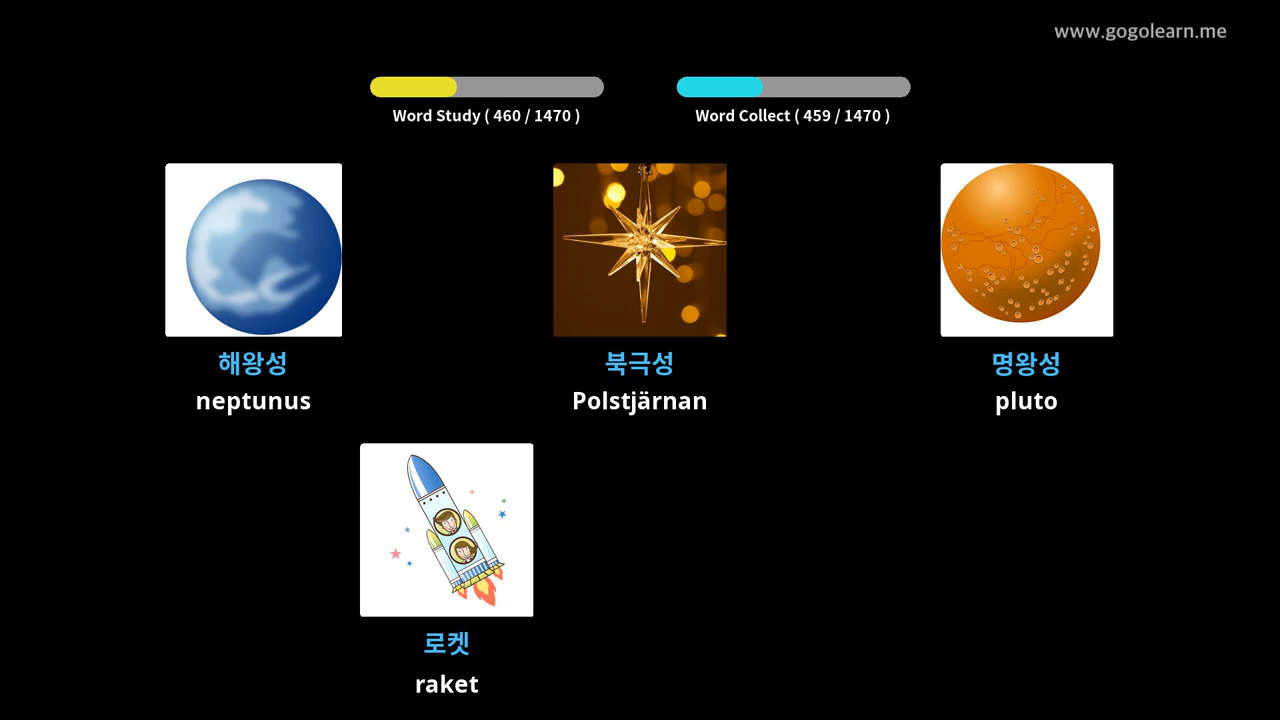 www.gogolearn.me
Word Study ( 460 / 1470 )
Word Collect ( 459 / 1470 )
해왕성
neptunus
북극성
Polstjärnan
명왕성
pluto
로켓
raket